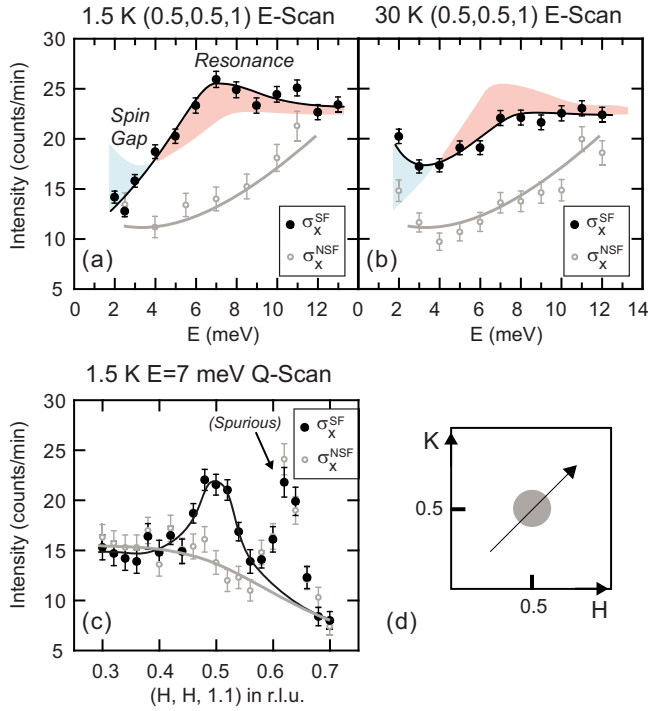 1.5 K (0.5,0.5,1) E-Scan
30 K (0.5,0.5,1) E-Scan
Intensity (counts/min)
30
25
20
15
10
5
Resonance
Spin
Gap
σₓSF
σₓNSF
(a)
0 2 4 6 8 10 12
E (meV)
σₓSF
σₓNSF
(b)
0 2 4 6 8 10 12 14
E (meV)
1.5 K E=7 meV Q-Scan
Intensity (counts/min)
30
25
20
15
10
5
(Spurious)
σₓSF
σₓNSF
(c)
0.3 0.4 0.5 0.6 0.7
(H, H, 1.1) in r.l.u.
K
0.5
(d)
0.5
H